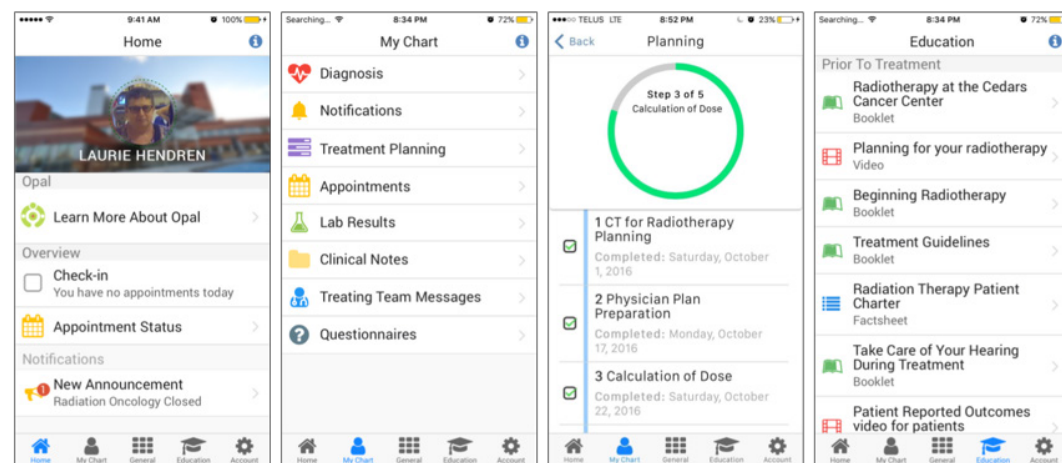 9:41 AM
100%
Home
LAURIE HENDREN
Opal
Learn More About Opal
Overview
Check-in
You have no appointments today
Appointment Status
Notifications
1
New Announcement
Radiation Oncology Closed
Home My Chart General Education Account
Searching...
8:34 PM
72%
My Chart
Diagnosis
Notifications
Treatment Planning
Appointments
Lab Results
Clinical Notes
Treating Team Messages
? Questionnaires
Home My Chart General Education Account
TELUS LTE
8:52 PM
23%
Back
Planning
Step 3 of 5
Calculation of Dose
1 CT for Radiotherapy
Planning
Completed: Saturday, October
1, 2016
2 Physician Plan
Preparation
Completed: Monday, October
17, 2016
3 Calculation of Dose
Completed: Saturday, October
22, 2016
Home My Chart General Education Account
Searching...
8:34 PM
72%
Education
Prior To Treatment
Radiotherapy at the Cedars
Cancer Center
Booklet
Planning for your radiotherapy
Video
Beginning Radiotherapy
Booklet
Treatment Guidelines
Booklet
Radiation Therapy Patient
Charter
Factsheet
Take Care of Your Hearing
During Treatment
Booklet
Patient Reported Outcomes
video for patients
Home My Chart General Education Account